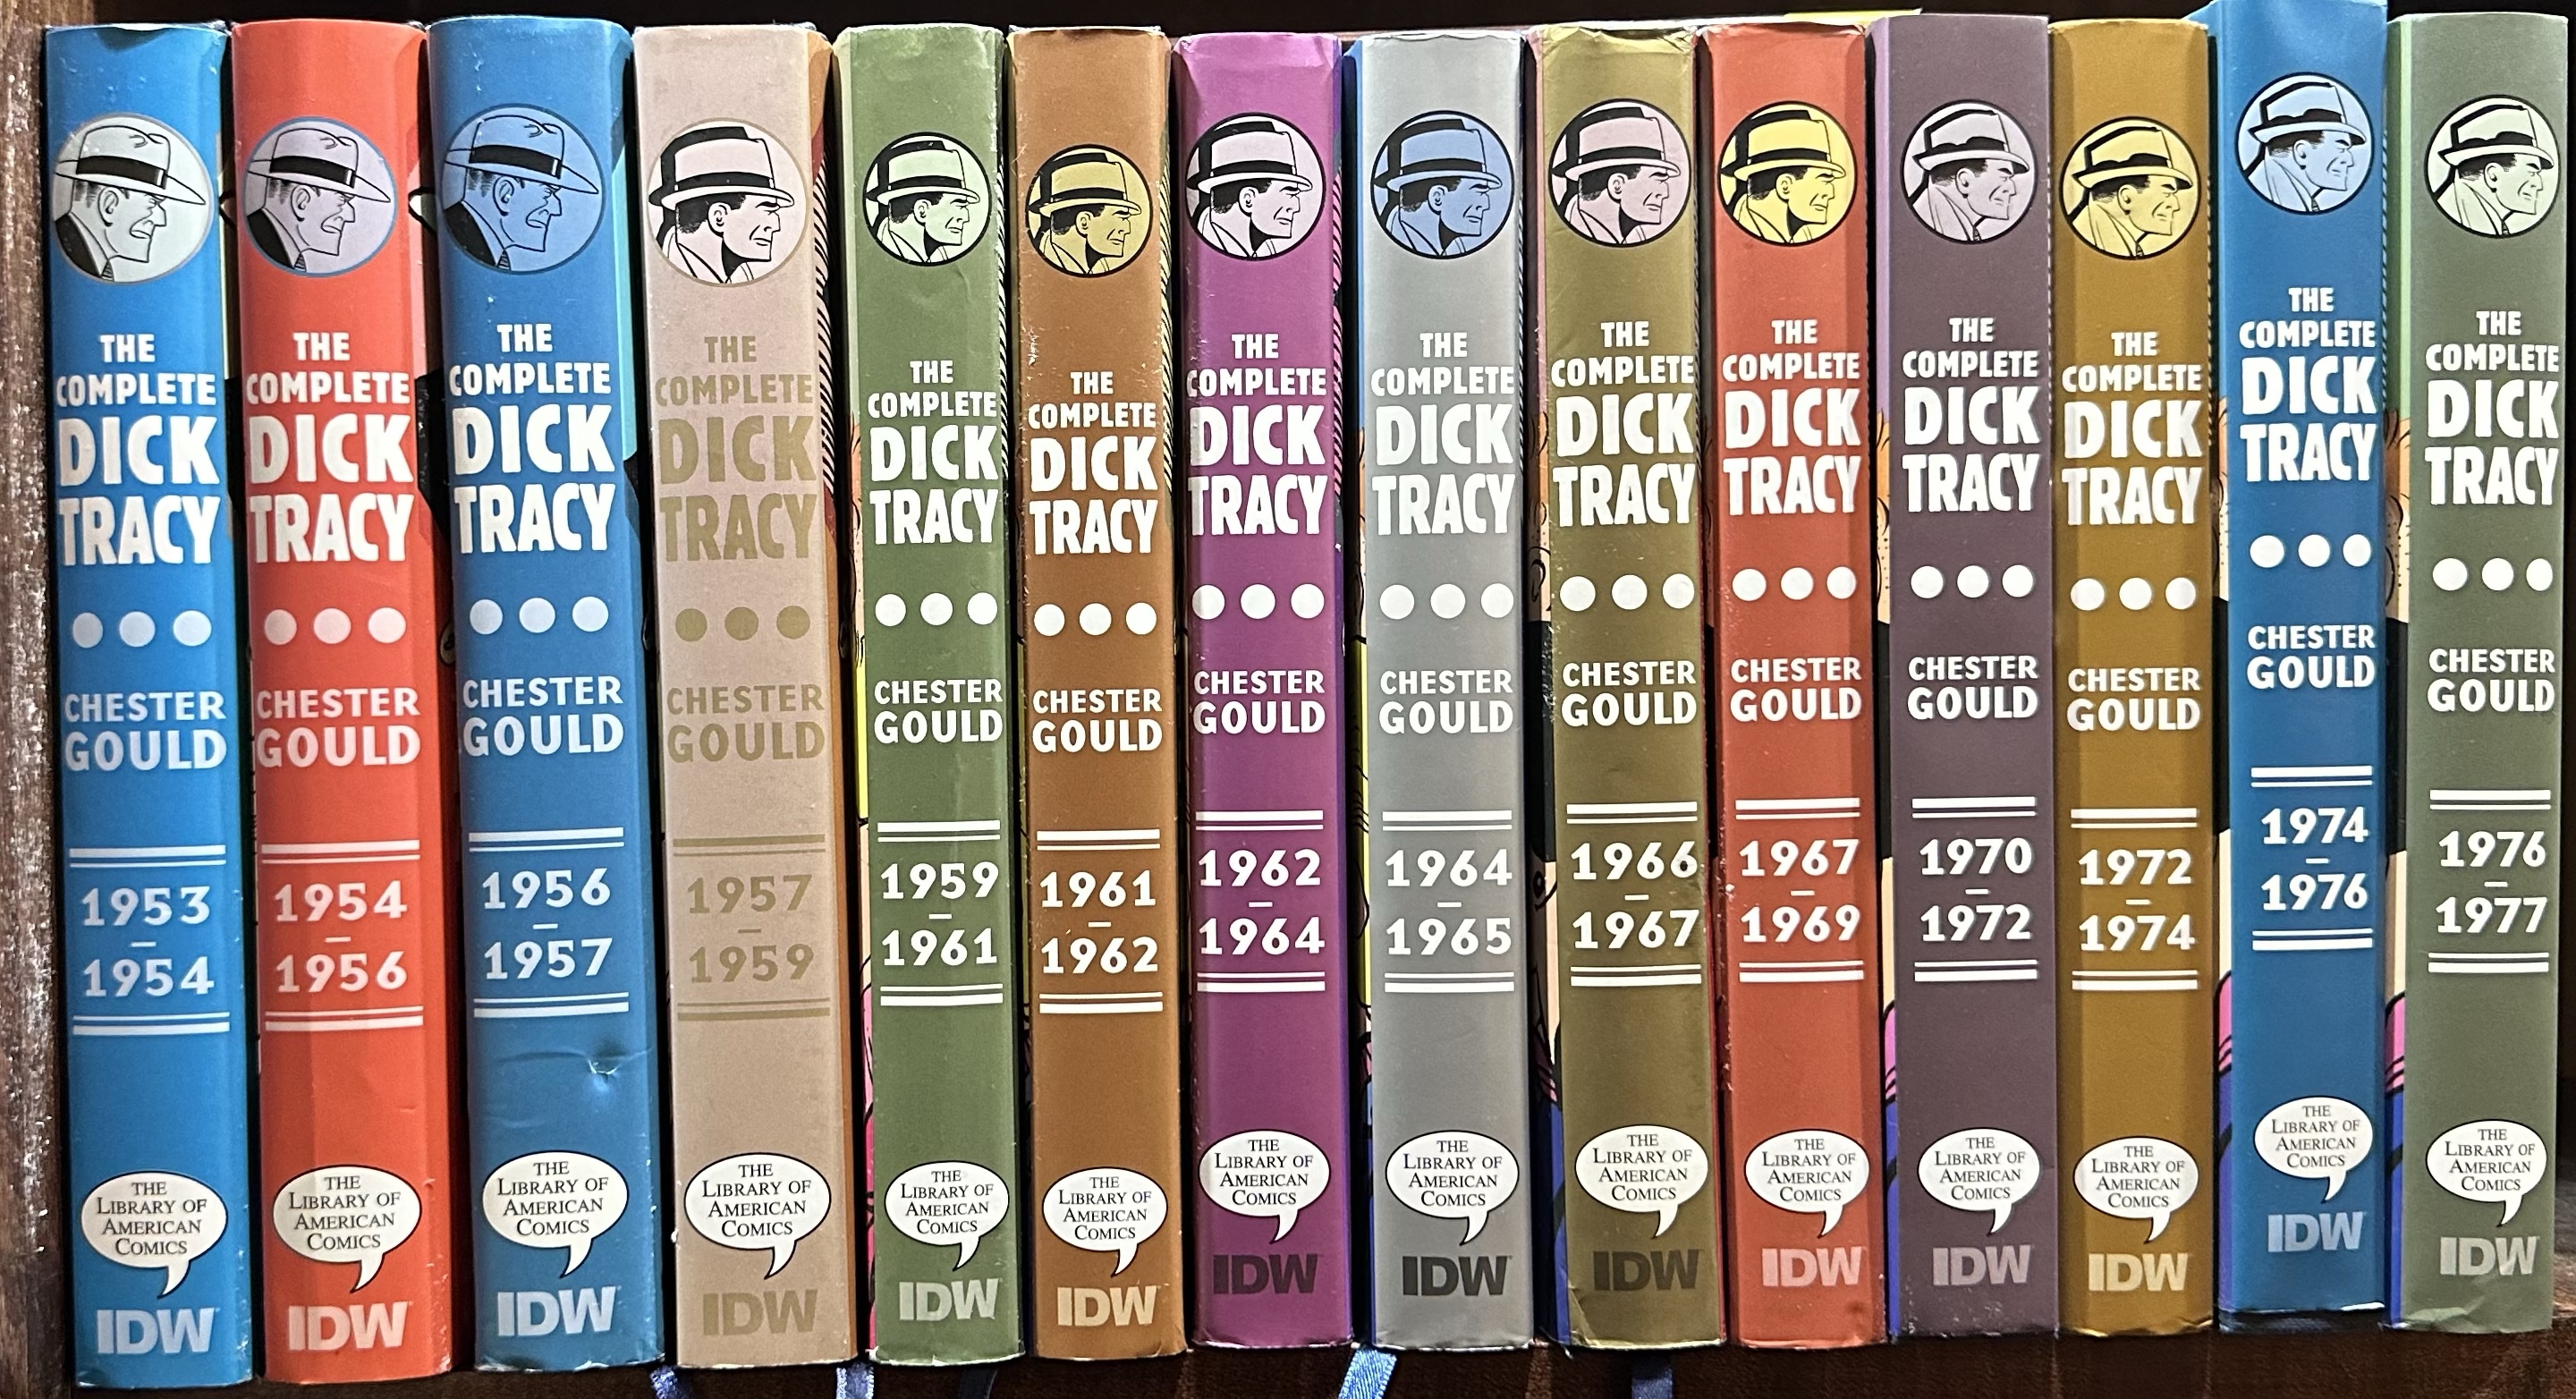 THE
COMPLETE
DICK
TRACY
CHESTER
GOULD
1953
–
1954
THE
LIBRARY OF
AMERICAN
COMICS
IDW
THE
COMPLETE
DICK
TRACY
CHESTER
GOULD
1954
–
1956
THE
LIBRARY OF
AMERICAN
COMICS
IDW
THE
COMPLETE
DICK
TRACY
CHESTER
GOULD
1956
–
1957
THE
LIBRARY OF
AMERICAN
COMICS
IDW
THE
COMPLETE
DICK
TRACY
CHESTER
GOULD
1957
–
1959
THE
LIBRARY OF
AMERICAN
COMICS
IDW
THE
COMPLETE
DICK
TRACY
CHESTER
GOULD
1959
–
1961
THE
LIBRARY OF
AMERICAN
COMICS
IDW
THE
COMPLETE
DICK
TRACY
CHESTER
GOULD
1961
–
1962
THE
LIBRARY OF
AMERICAN
COMICS
IDW
THE
COMPLETE
DICK
TRACY
CHESTER
GOULD
1962
–
1964
THE
LIBRARY OF
AMERICAN
COMICS
IDW
THE
COMPLETE
DICK
TRACY
CHESTER
GOULD
1964
–
1965
THE
LIBRARY OF
AMERICAN
COMICS
IDW
THE
COMPLETE
DICK
TRACY
CHESTER
GOULD
1966
–
1967
THE
LIBRARY OF
AMERICAN
COMICS
IDW
THE
COMPLETE
DICK
TRACY
CHESTER
GOULD
1967
–
1969
THE
LIBRARY OF
AMERICAN
COMICS
IDW
THE
COMPLETE
DICK
TRACY
CHESTER
GOULD
1970
–
1972
THE
LIBRARY OF
AMERICAN
COMICS
IDW
THE
COMPLETE
DICK
TRACY
CHESTER
GOULD
1972
–
1974
THE
LIBRARY OF
AMERICAN
COMICS
IDW
THE
COMPLETE
DICK
TRACY
CHESTER
GOULD
1974
–
1976
THE
LIBRARY OF
AMERICAN
COMICS
IDW
THE
COMPLETE
DICK
TRACY
CHESTER
GOULD
1976
–
1977
THE
LIBRARY OF
AMERICAN
COMICS
IDW